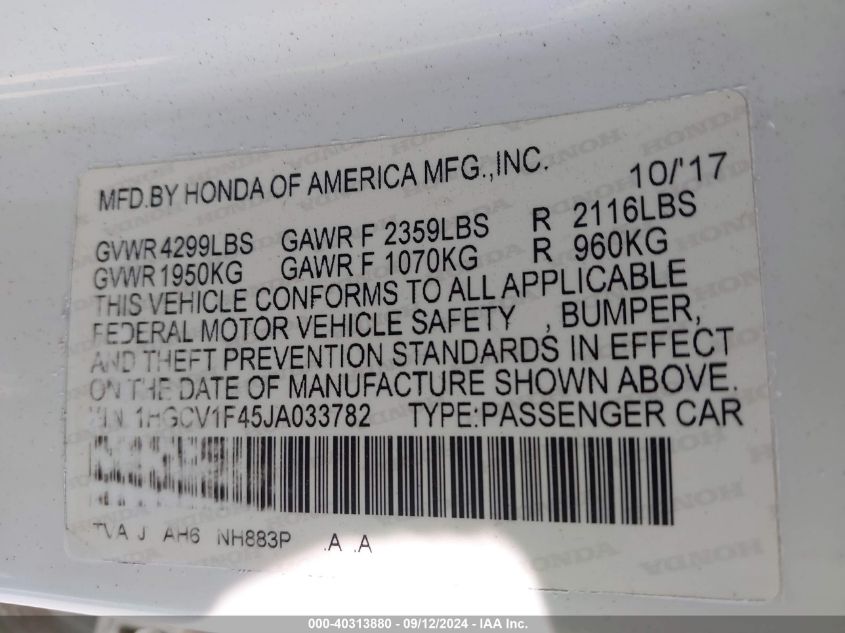 MFD.BY HONDA OF AMERICA MFG.,INC. 10/'17
GVWR 4299LBS GAWR F 2359LBS R 2116LBS
GVWR 1950KG GAWR F 1070KG R 960KG
THIS VEHICLE CONFORMS TO ALL APPLICABLE
FEDERAL MOTOR VEHICLE SAFETY , BUMPER,
AND THEFT PREVENTION STANDARDS IN EFFECT
ON THE DATE OF MANUFACTURE SHOWN ABOVE.
VIN 1HGCV1F45JA033782 TYPE:PASSENGER CAR
TVA J AH6 NH883P .A .A
000-40313880 - 09/12/2024 - IAA Inc.